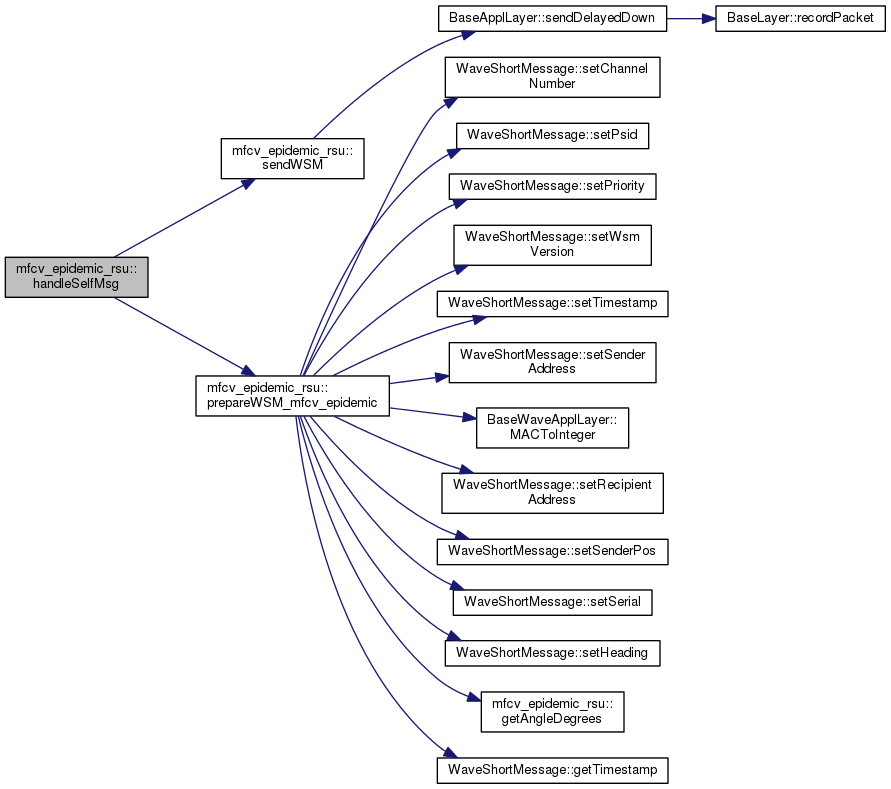 BaseApplLayer::sendDelayedDown
BaseLayer::recordPacket
WaveShortMessage::setChannel
Number
WaveShortMessage::setPsid
mfcv_epidemic_rsu::
sendWSM
WaveShortMessage::setPriority
WaveShortMessage::setWsm
Version
mfcv_epidemic_rsu::
handleSelfMsg
WaveShortMessage::setTimestamp
WaveShortMessage::setSender
Address
mfcv_epidemic_rsu::
prepareWSM_mfcv_epidemic
BaseWaveApplLayer::
MACToInteger
WaveShortMessage::setRecipient
Address
WaveShortMessage::setSenderPos
WaveShortMessage::setSerial
WaveShortMessage::setHeading
mfcv_epidemic_rsu::
getAngleDegrees
WaveShortMessage::getTimestamp